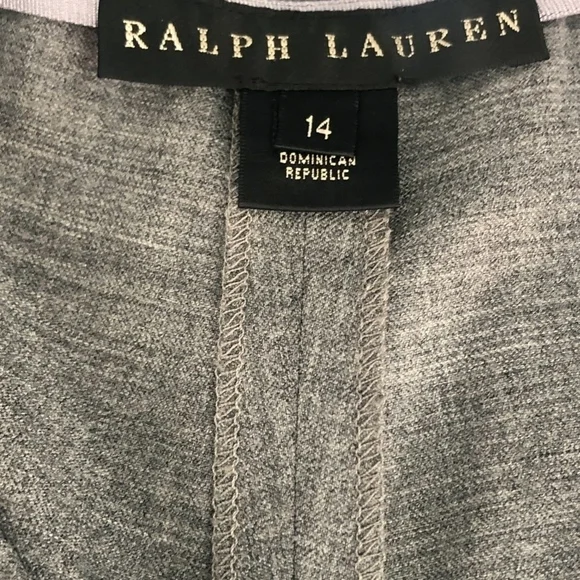 RALPH LAUREN
14
DOMINICAN
REPUBLIC